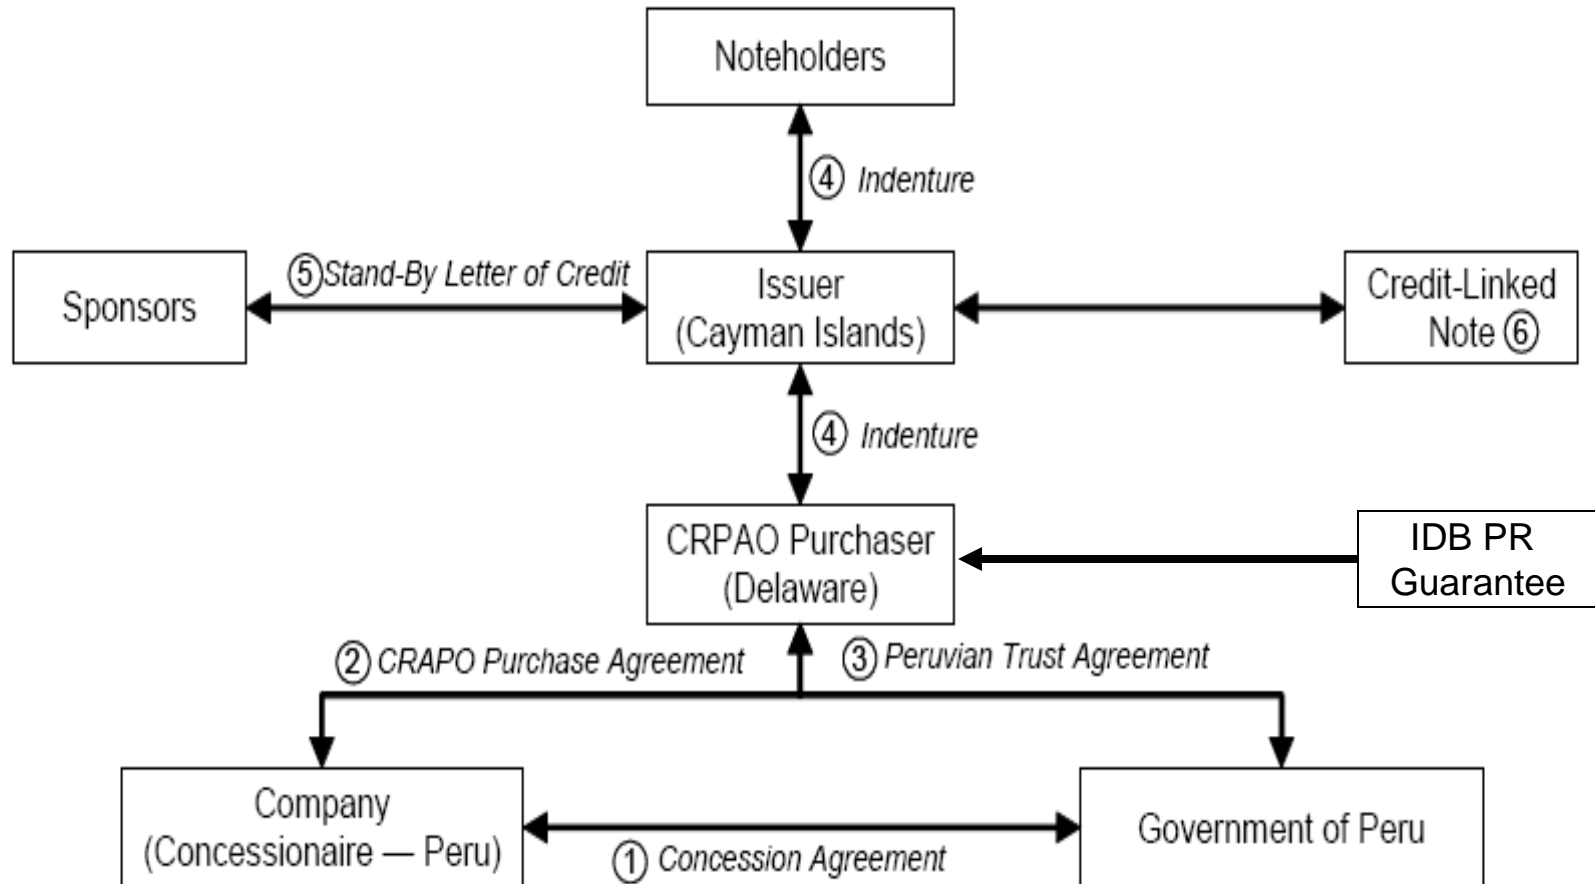 Noteholders
④ Indenture
Sponsors
⑤Stand-By Letter of Credit
Issuer
(Cayman Islands)
Credit-Linked
Note ⑥
④ Indenture
CRPAO Purchaser
(Delaware)
IDB PR
Guarantee
② CRAPO Purchase Agreement
③ Peruvian Trust Agreement
Company
(Concessionaire — Peru)
① Concession Agreement
Government of Peru